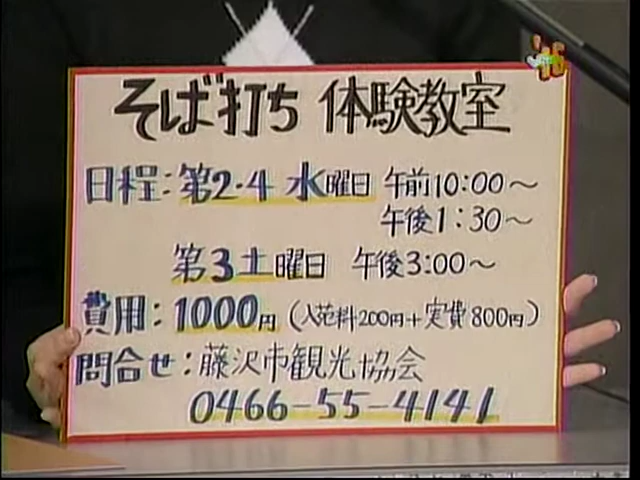 そば打ち 体験教室
日程:第2・4 水曜日 午前10:00～
午後1:30～
第3土曜日 午後3:00～
費用:1000円(入苑料200円+実費800円)
問合せ:藤沢市観光協会
0466-55-4141